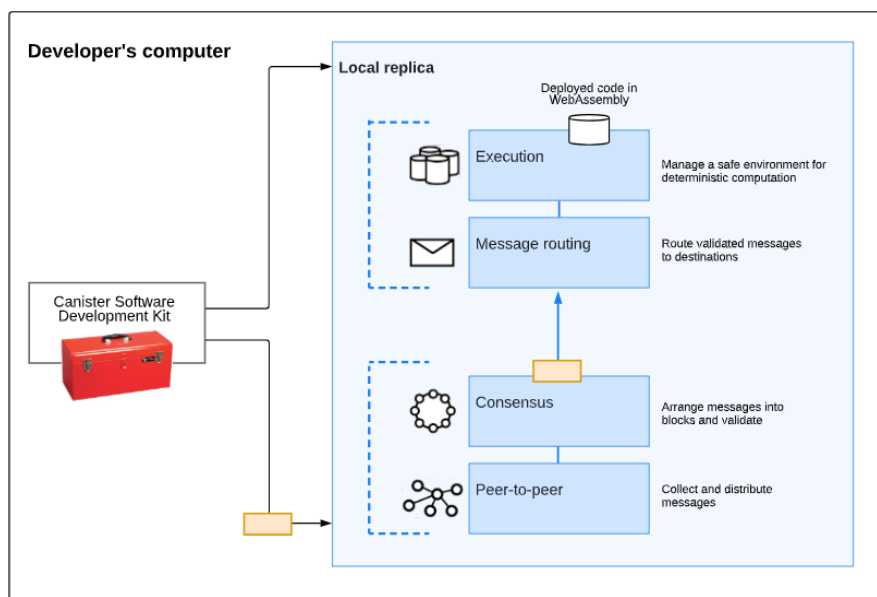 Developer's computer
Local replica
Deployed code in
WebAssembly
Execution
Manage a safe environment for
deterministic computation
Message routing
Route validated messages
to destinations
Canister Software
Development Kit
Consensus
Arrange messages into
blocks and validate
Peer-to-peer
Collect and distribute
messages